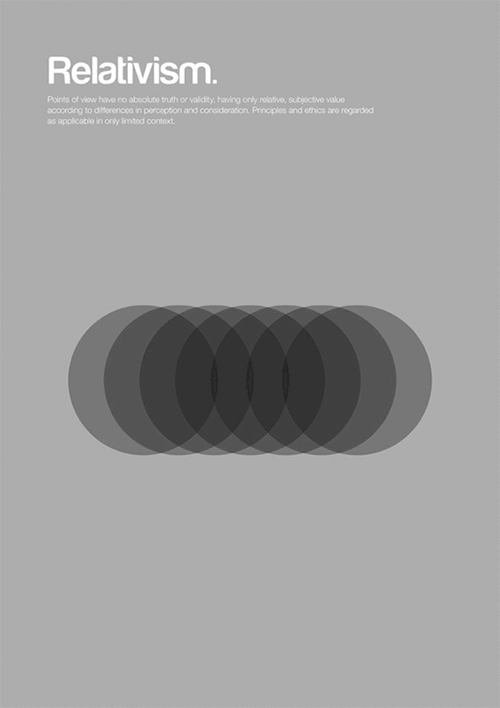 Relativism.
Points of view have no absolute truth or validity, having only relative, subjective value
according to differences in perception and consideration. Principles and ethics are regarded
as applicable in only limited context.